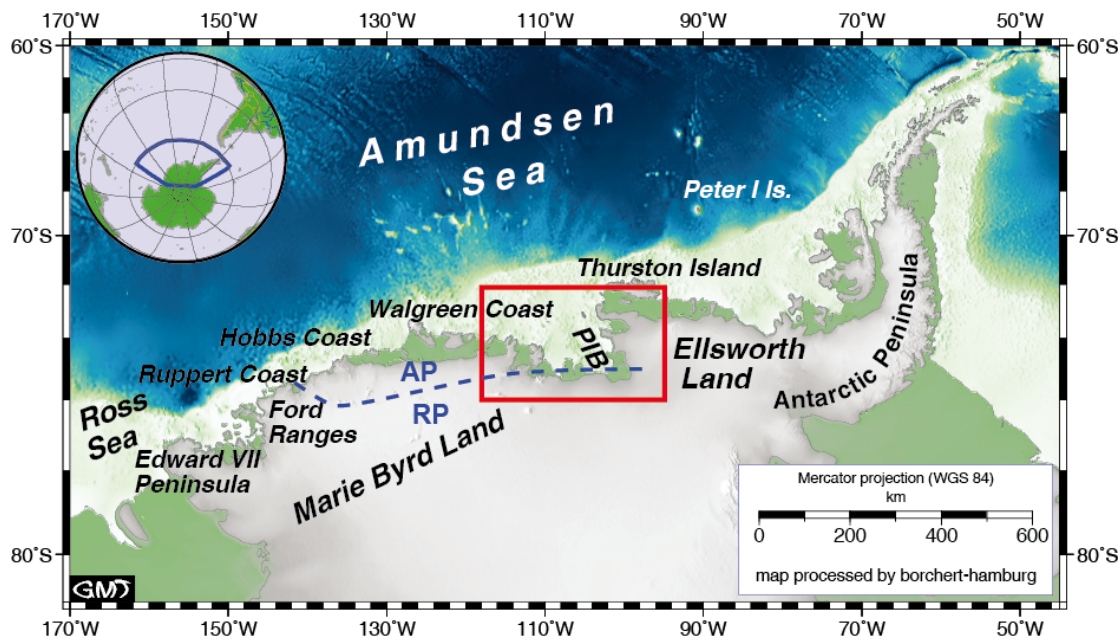 170°W 150°W 130°W 110°W 90°W 70°W 50°W
60°S 60°S
Amundsen
Sea
Peter I Is.
70°S 70°S
Thurston Island
Walgreen Coast
Hobbs Coast
PIB
Ellsworth
Land
Antarctic Peninsula
Ruppert Coast
AP
RP
Ross
Sea
Ford
Ranges
Marie Byrd Land
Edward VII
Peninsula
Mercator projection (WGS 84)
km
0 200 400 600
map processed by borchert-hamburg
80°S 80°S
GMT
170°W 150°W 130°W 110°W 90°W 70°W 50°W